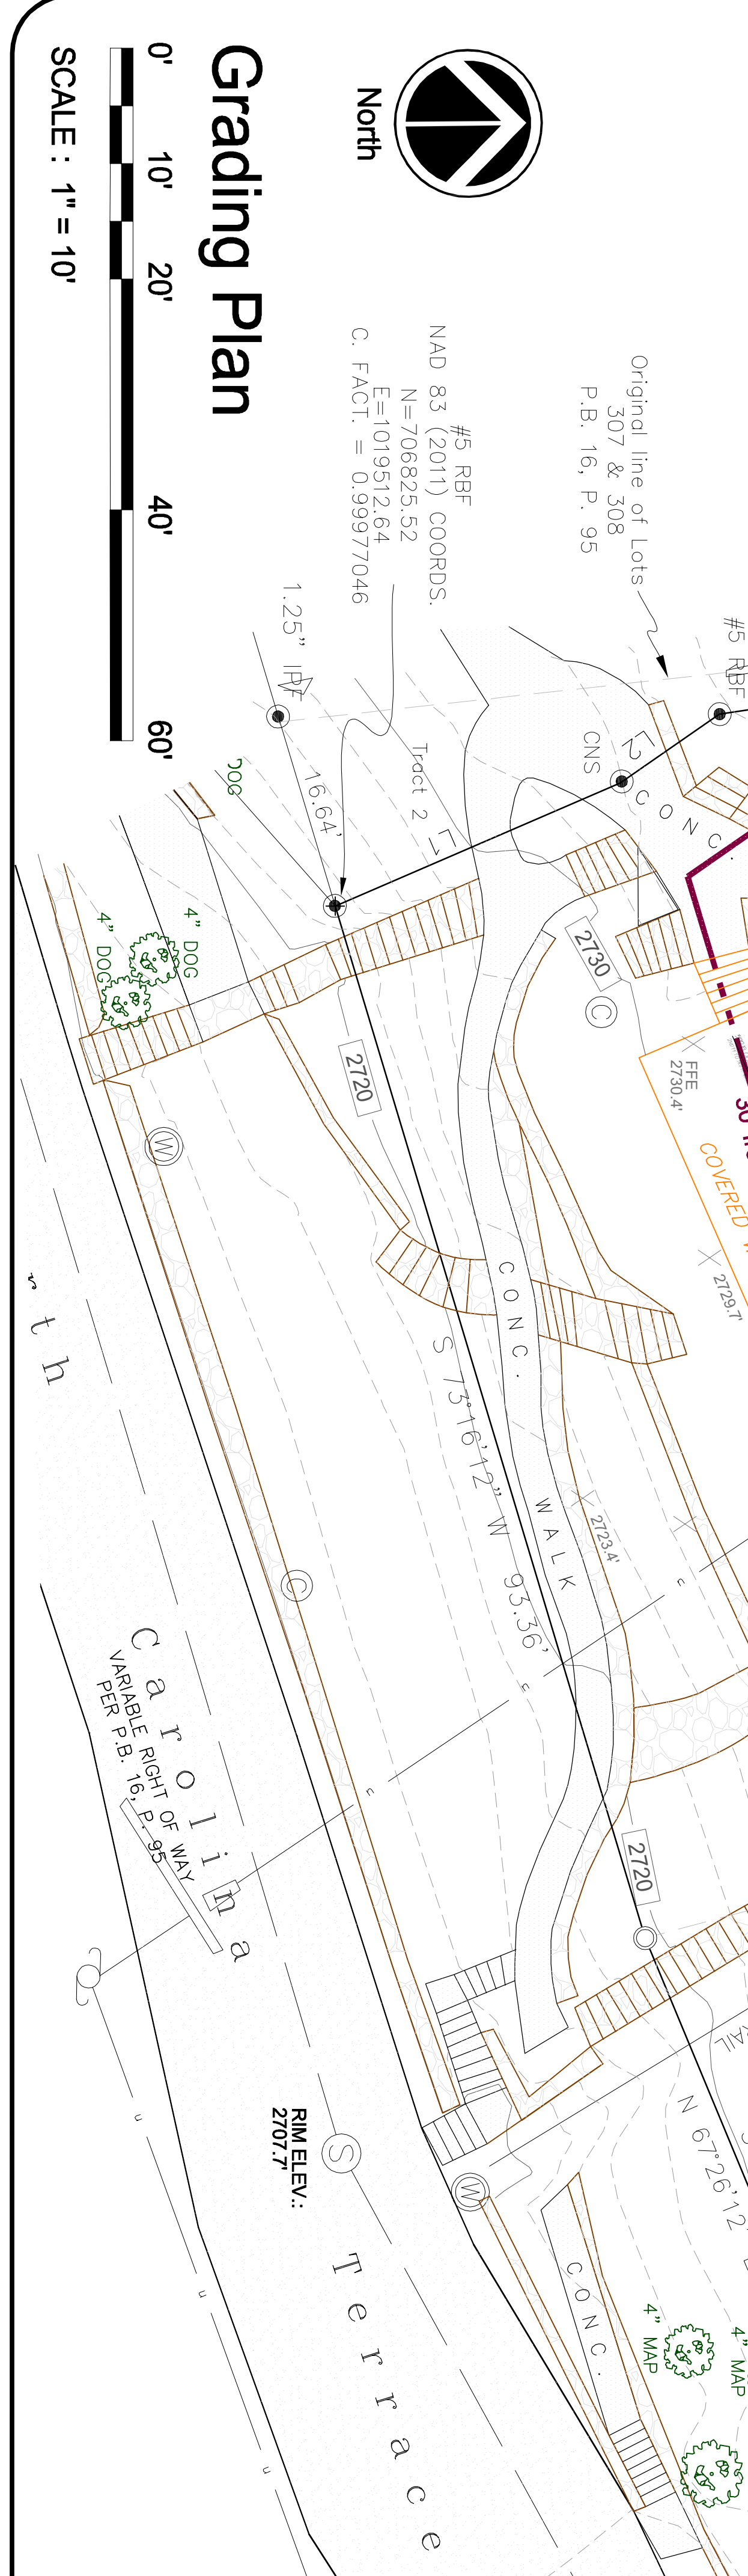 Grading Plan
0'
10'
20'
40'
60'
SCALE : 1" = 10'
North
Original line of Lots
307 & 308
P.B. 16, P. 95
#5 RBF
#5 RBF
NAD 83 (2011) COORDS.
N=706825.52
E=1019512.64
C. FACT. = 0.99977046
1.25" IPF
16.64'
DOG
Tract 2
CNS
CONC.
4" DOG
4" DOG
2730
C
2720
W
FFE
2730.4'
COVERED
2729.7'
CONC.
WALK
S 73°16'12" W 93.36'
2723.4'
C
rth
Carolina
VARIABLE RIGHT OF WAY
PER P.B. 16, P. 95
2720
RIM ELEV.:
2707.7'
S
W
N 67°26'12"
Terrace
CONC.
4" MAP
4" MAP